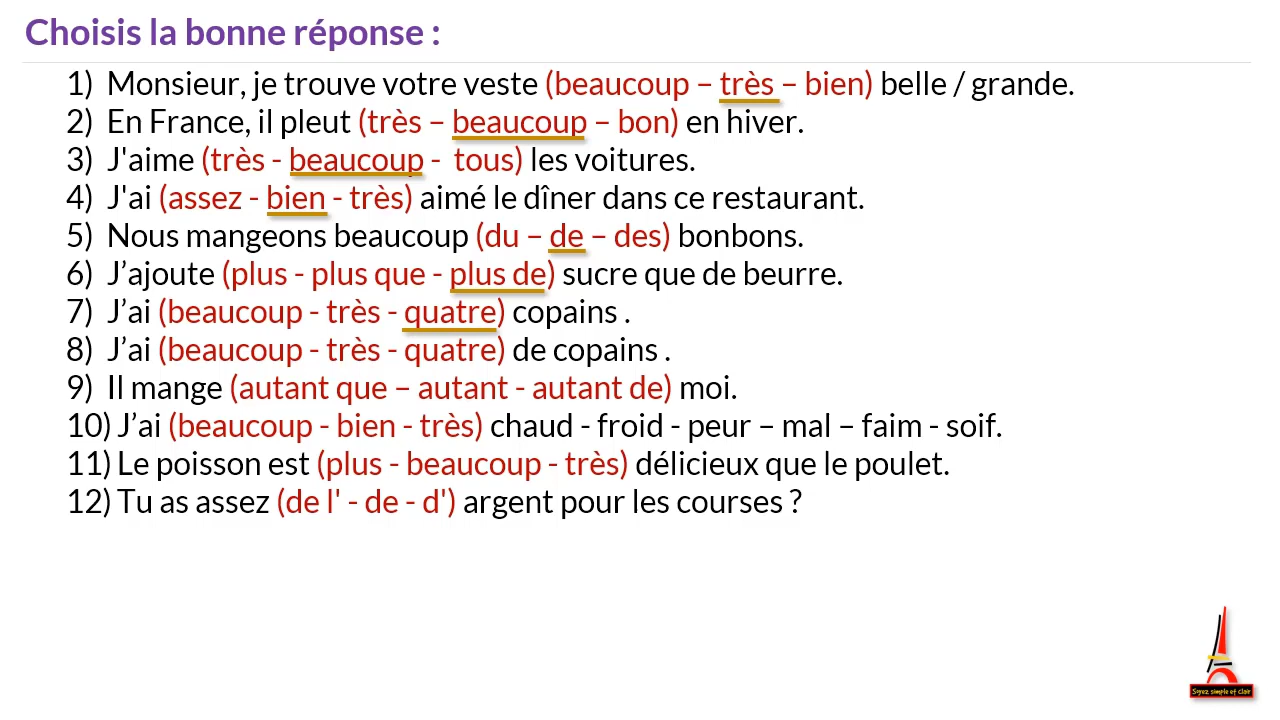 Choisis la bonne réponse :
1) Monsieur, je trouve votre veste (beaucoup – très – bien) belle / grande.
2) En France, il pleut (très – beaucoup – bon) en hiver.
3) J'aime (très - beaucoup - tous) les voitures.
4) J'ai (assez - bien - très) aimé le dîner dans ce restaurant.
5) Nous mangeons beaucoup (du – de – des) bonbons.
6) J’ajoute (plus - plus que - plus de) sucre que de beurre.
7) J’ai (beaucoup - très - quatre) copains .
8) J’ai (beaucoup - très - quatre) de copains .
9) Il mange (autant que – autant - autant de) moi.
10) J’ai (beaucoup - bien - très) chaud - froid - peur – mal – faim - soif.
11) Le poisson est (plus - beaucoup - très) délicieux que le poulet.
12) Tu as assez (de l' - de - d') argent pour les courses ?
Soyez simple et clair